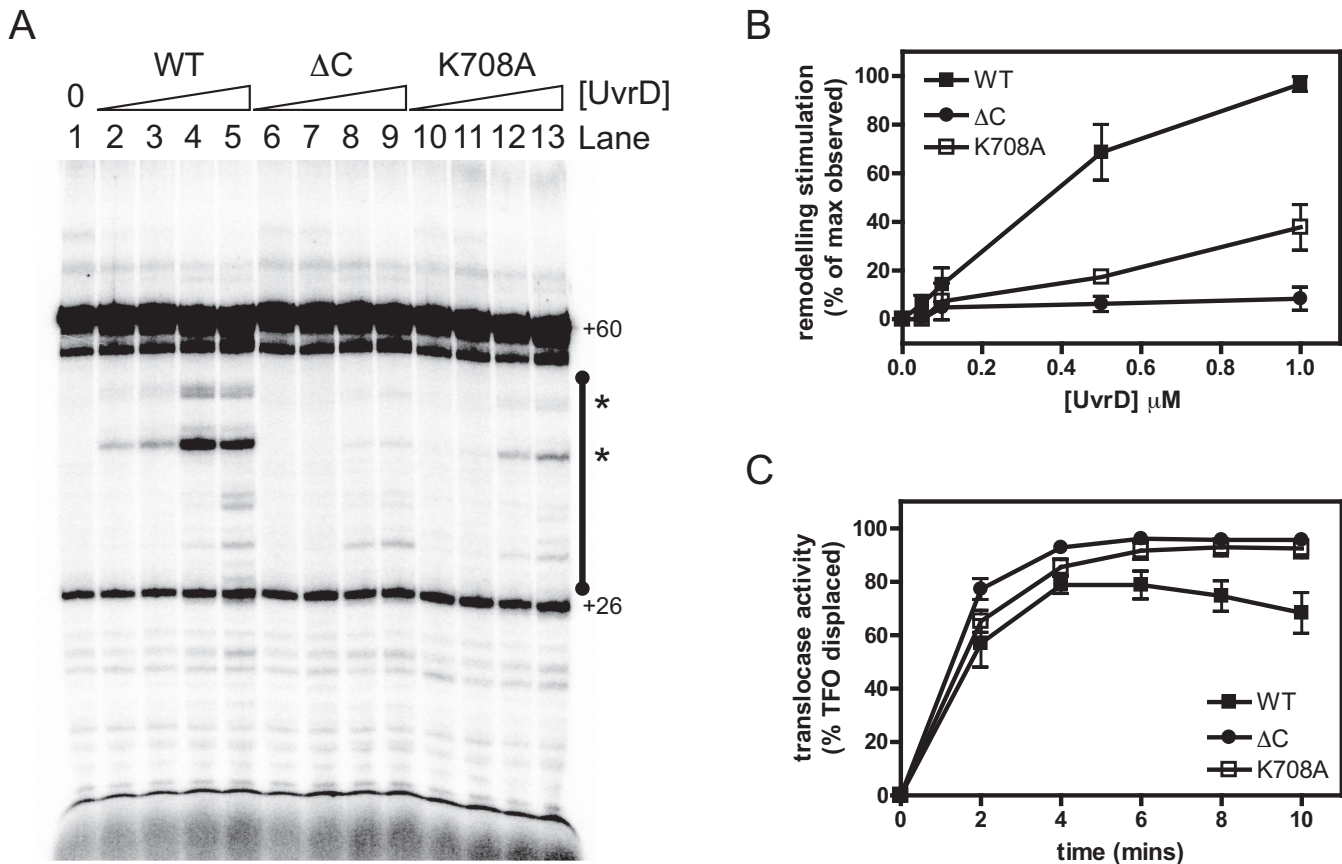 A
WT ΔC K708A
0 [UvrD]
1 2 3 4 5 6 7 8 9 10 11 12 13 Lane
+60
*
*
+26
B
remodelling stimulation
(% of max observed)
100
80
60
40
20
0
WT
ΔC
K708A
0.0 0.2 0.4 0.6 0.8 1.0
[UvrD] μM
C
translocase activity
(% TFO displaced)
100
80
60
40
20
0
WT
ΔC
K708A
0 2 4 6 8 10
time (mins)